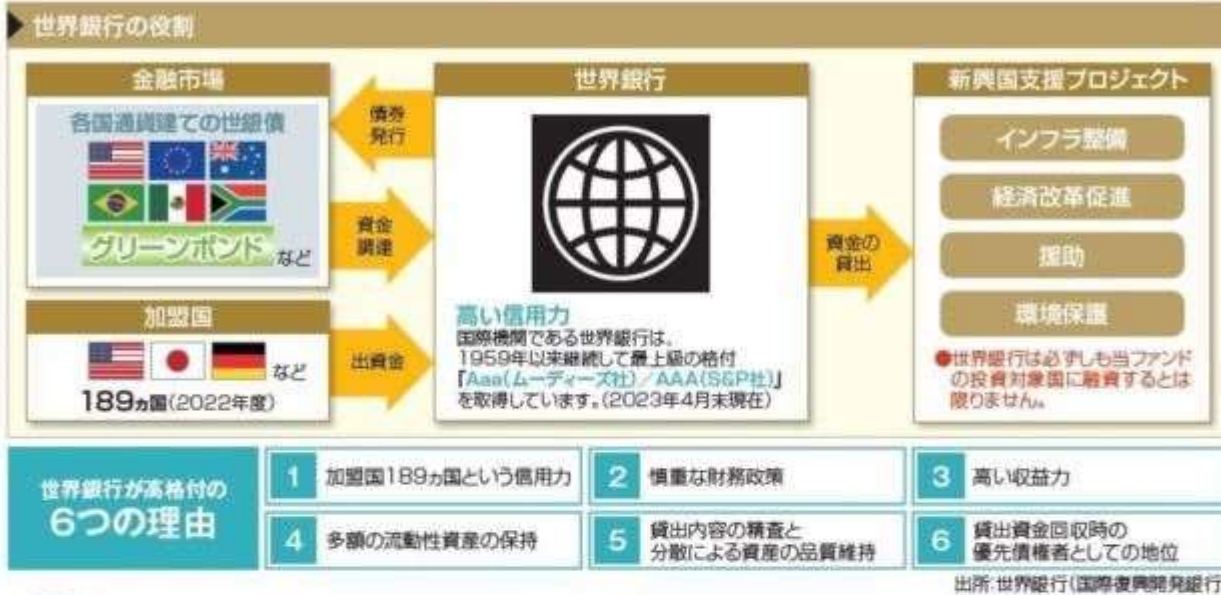 世界銀行の役割
金融市場
各国通貨建ての世銀債
グリーンボンド など
債券
発行
資金
調達
加盟国
など
189ヵ国(2022年度)
出資金
世界銀行
高い信用力
国際機関である世界銀行は、
1959年以来継続して最上級の格付
「Aaa(ムーディーズ社)/AAA(S&P社)」
を取得しています。(2023年4月末現在)
資金の
貸出
新興国支援プロジェクト
インフラ整備
経済改革促進
援助
環境保護
●世界銀行は必ずしも当ファンド
の投資対象国に融資するとは
限りません。
世界銀行が高格付の
6つの理由
1 加盟国189ヵ国という信用力
2 慎重な財務政策
3 高い収益力
4 多額の流動性資産の保持
5 貸出内容の精査と
分散による資産の品質維持
6 貸出資金回収時の
優先債権者としての地位
出所:世界銀行(国際復興開発銀行